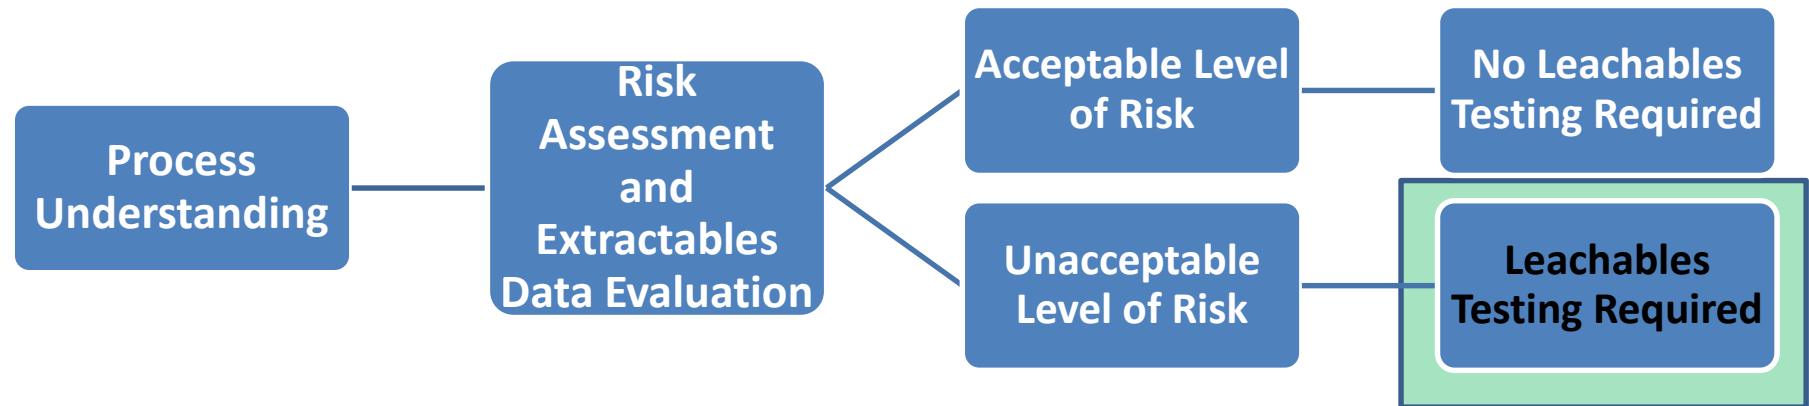 Process
Understanding
Risk
Assessment
and
Extractables
Data Evaluation
Acceptable Level
of Risk
No Leachables
Testing Required
Unacceptable
Level of Risk
Leachables
Testing Required